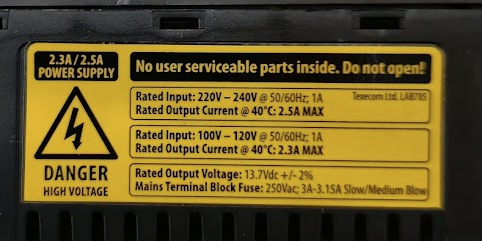 2.3A / 2.5A
POWER SUPPLY
No user serviceable parts inside. Do not open!
Rated Input: 220V – 240V @ 50/60Hz; 1A
Texecom Ltd. LAB785
Rated Output Current @ 40°C: 2.5A MAX
Rated Input: 100V – 120V @ 50/60Hz; 1A
Rated Output Current @ 40°C: 2.3A MAX
DANGER
HIGH VOLTAGE
Rated Output Voltage: 13.7Vdc +/- 2%
Mains Terminal Block Fuse: 250Vac; 3A-3.15A Slow/Medium Blow